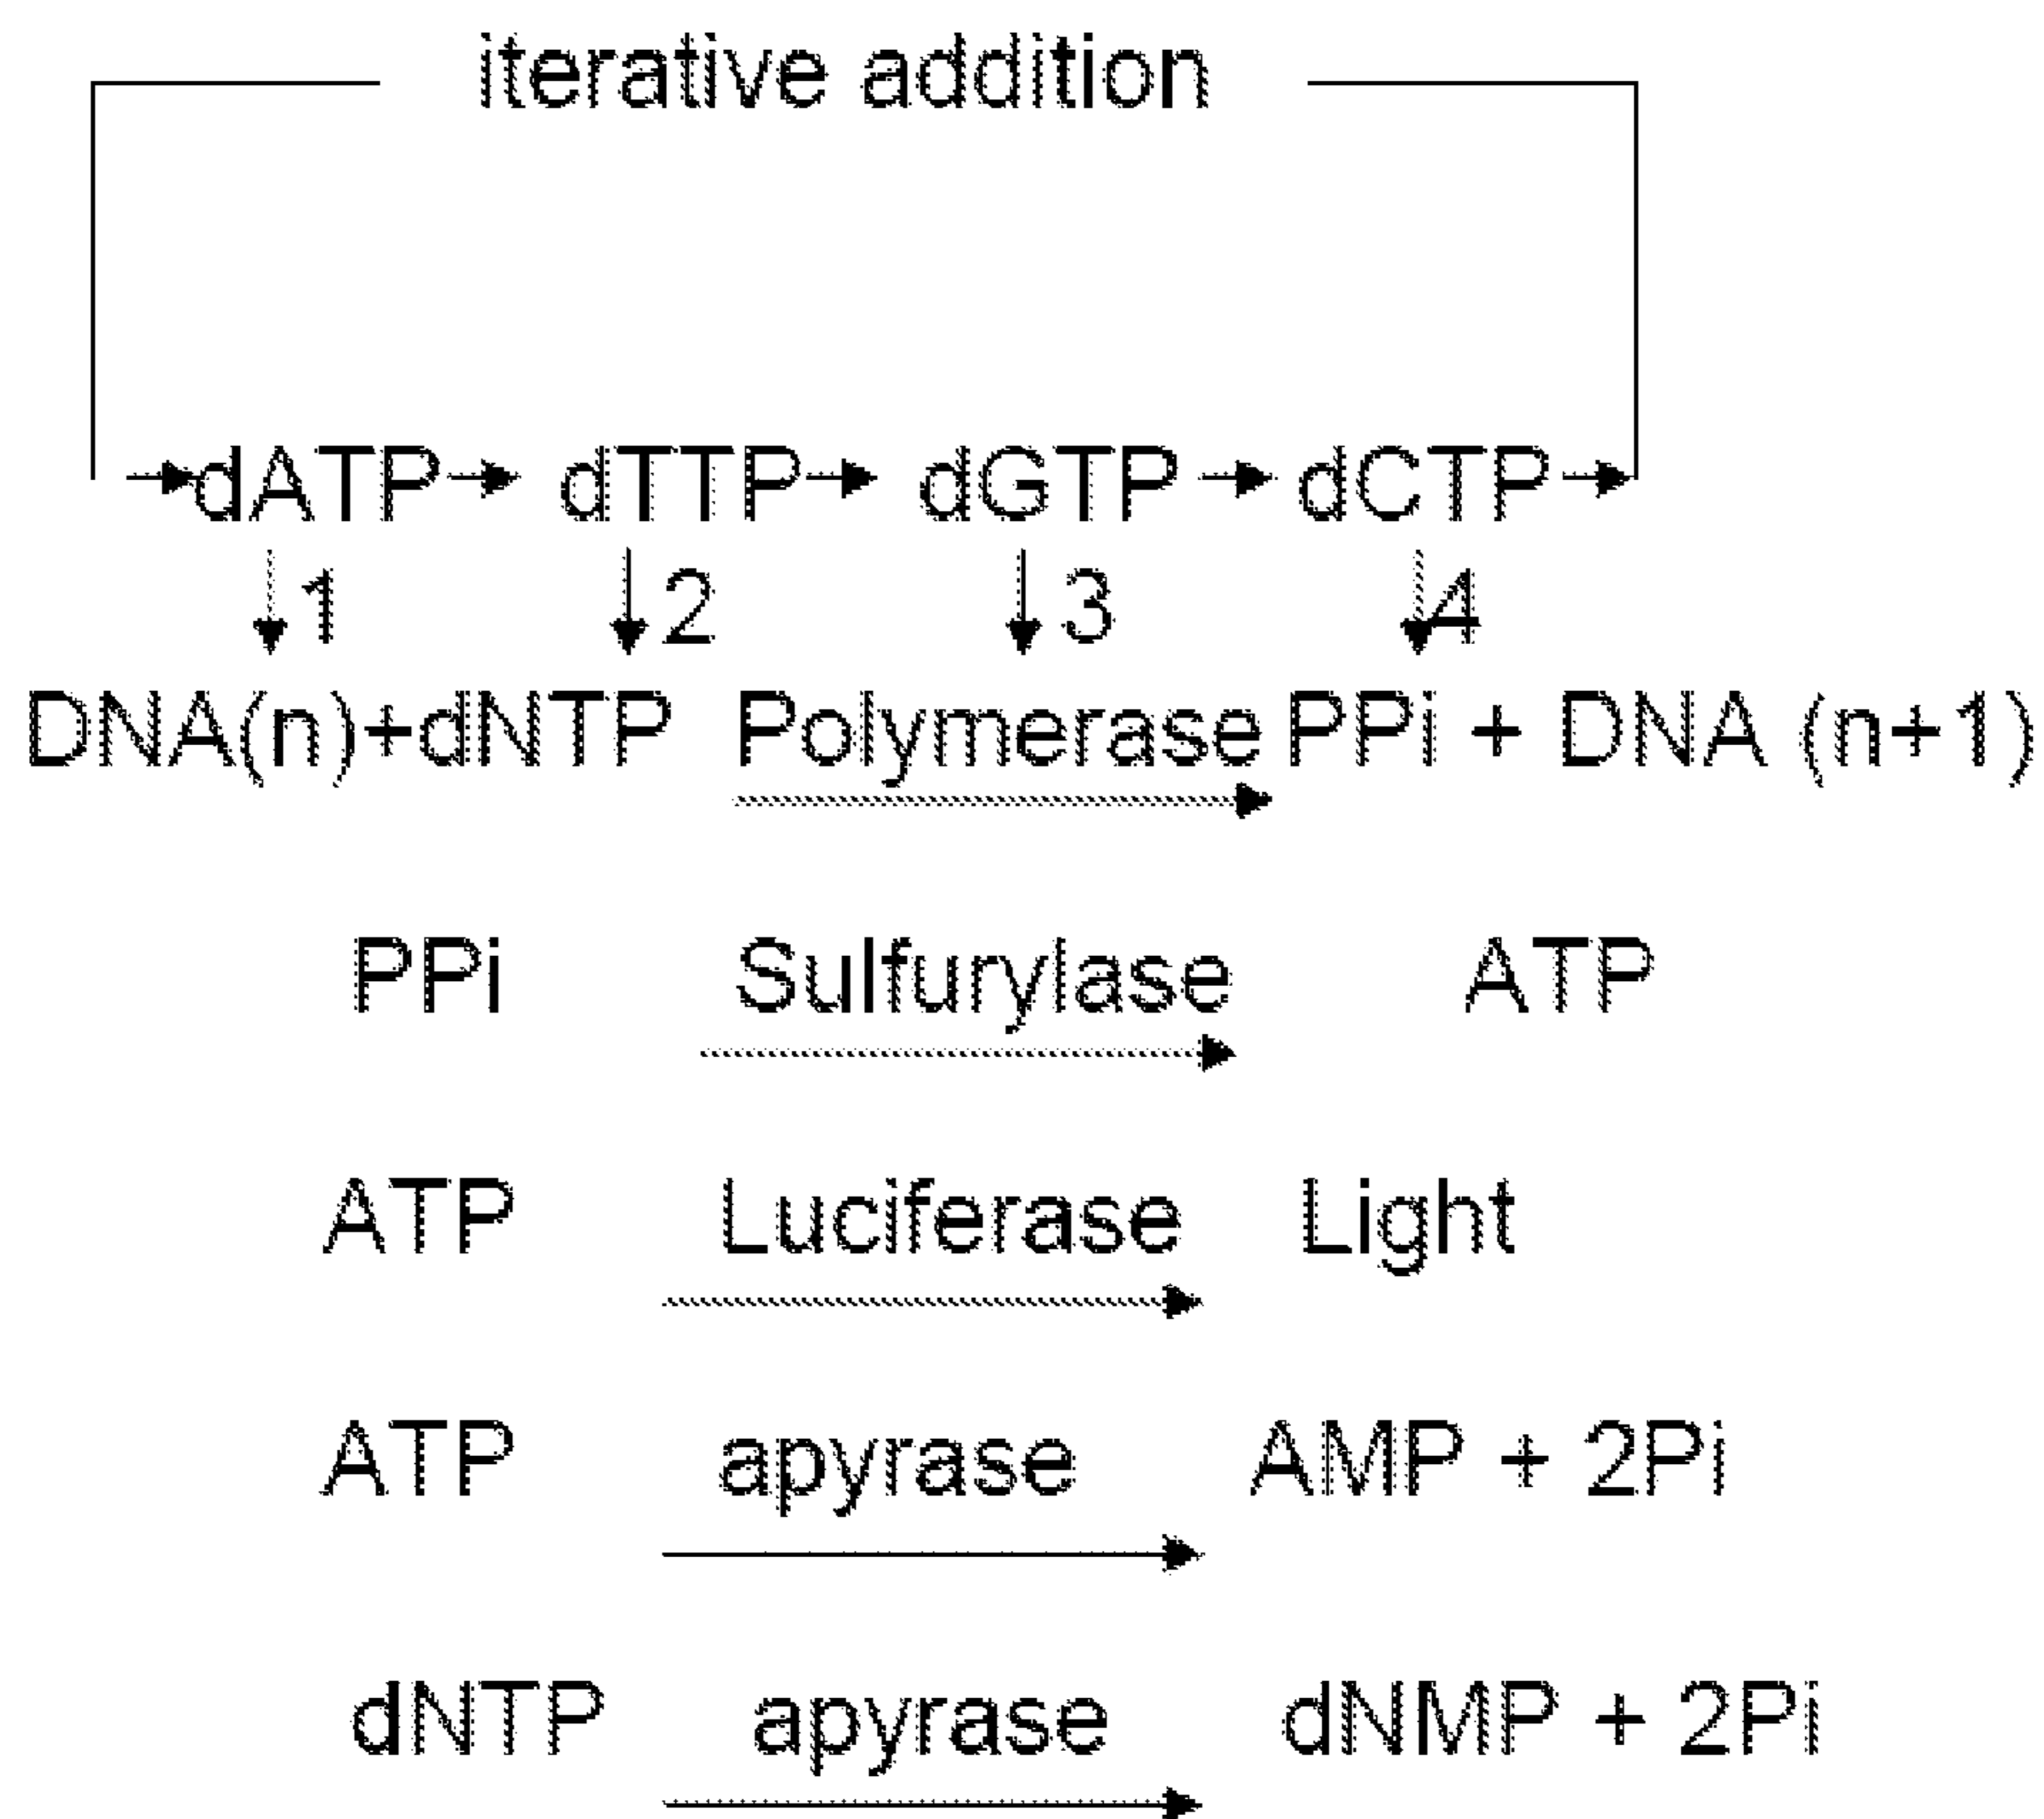 iterative addition
dATP dTTP dGTP dCTP
1 2 3 4
DNA(n)+dNTP Polymerase PPi + DNA (n+1)
PPi Sulfurylase ATP
ATP Luciferase Light
ATP apyrase AMP + 2Pi
dNTP apyrase dNMP + 2Pi